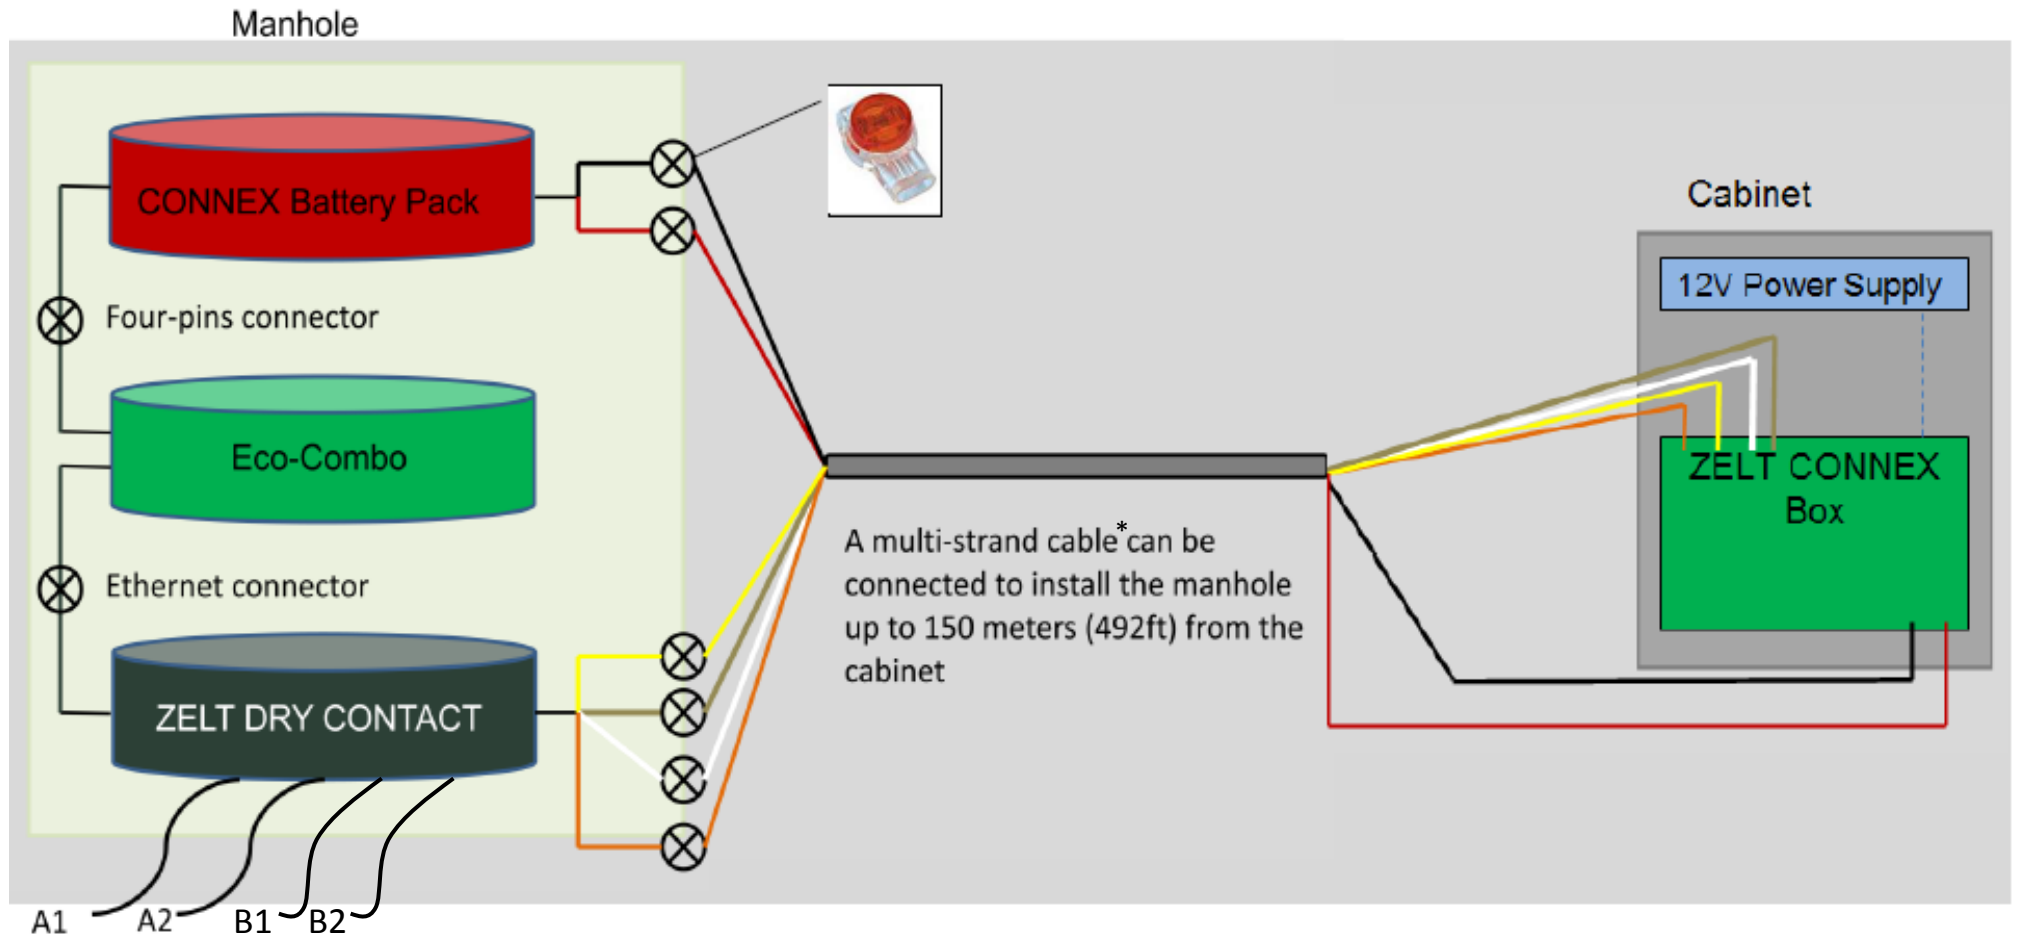 Manhole
CONNEX Battery Pack
Four-pins connector
Eco-Combo
Ethernet connector
ZELT DRY CONTACT
A1
A2
B1
B2
A multi-strand cable*can be
connected to install the manhole
up to 150 meters (492ft) from the
cabinet
Cabinet
12V Power Supply
ZELT CONNEX
Box